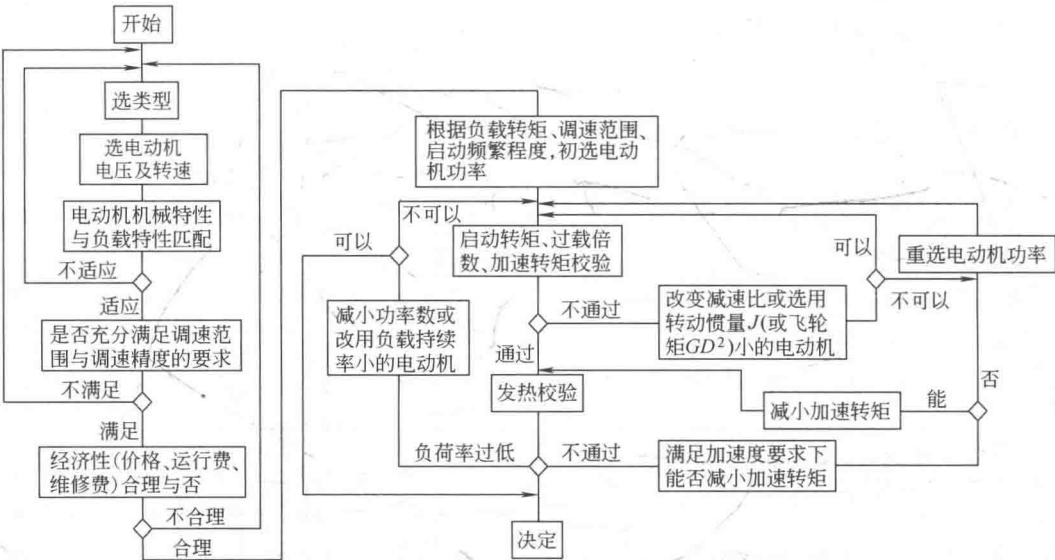 开始
选类型
选电动机
电压及转速
电动机机械特性
与负载特性匹配
不适应
适应
是否充分满足调速范
围与调速精度的要求
不满足
满足
经济性(价格、运行费、
维修费)合理与否
不合理
合理
根据负载转矩、调速范围、
启动频繁程度,初选电动
机功率
不可以
可以
启动转矩、过载倍
数、加速转矩校验
可以
重选电动机功率
不可以
减小功率数或
改用负载持续
率小的电动机
不通过
改变减速比或选用
转动惯量J(或飞轮
矩GD²)小的电动机
通过
发热校验
否
能
减小加速转矩
负荷率过低
不通过
满足加速度要求下
能否减小加速转矩
决定